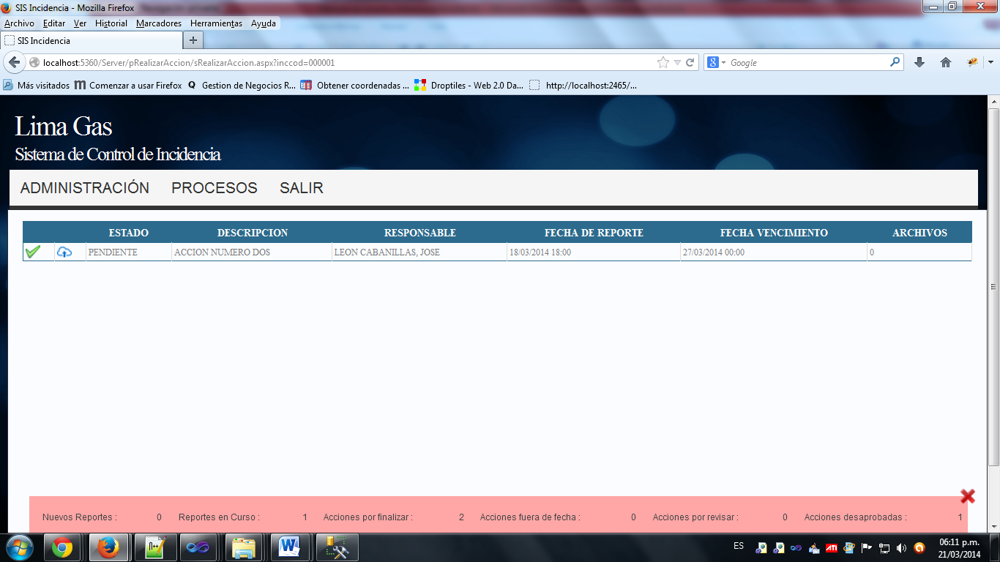 SIS Incidencia - Mozilla Firefox
Archivo Editar Ver Historial Marcadores Herramientas Ayuda
SIS Incidencia
localhost:5360/Server/pRealizarAccion/sRealizarAccion.aspx?inccod=000001
Google
Más visitados Comenzar a usar Firefox Gestion de Negocios R... Obtener coordenadas ... Droptiles - Web 2.0 Da... http://localhost:2465/...
Lima Gas
Sistema de Control de Incidencia
ADMINISTRACIÓN PROCESOS SALIR
ESTADO DESCRIPCION RESPONSABLE FECHA DE REPORTE FECHA VENCIMIENTO ARCHIVOS
PENDIENTE ACCION NUMERO DOS LEON CABANILLAS, JOSE 18/03/2014 18:00 27/03/2014 00:00 0
Nuevos Reportes : 0 Reportes en Curso : 1 Acciones por finalizar : 2 Acciones fuera de fecha : 0 Acciones por revisar : 0 Acciones desaprobadas : 1
ES
06:11 p.m.
21/03/2014